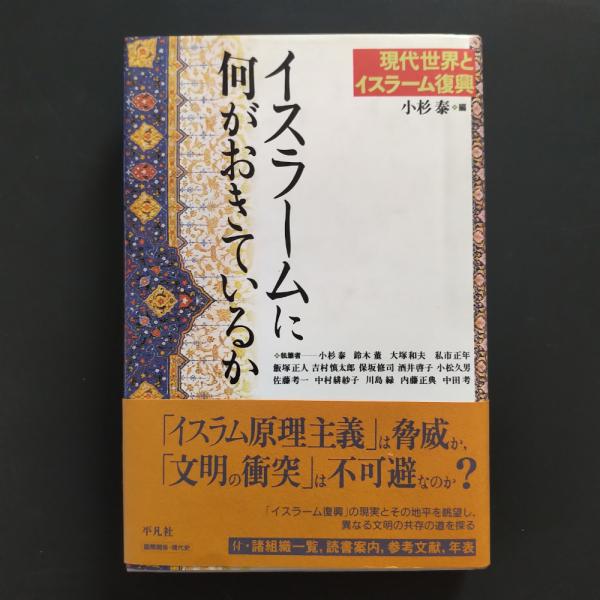 現代世界と
イスラーム復興
小杉 泰◇編
イスラームに
何がおきているか
◇執筆者──小杉 泰 鈴木 董 大塚和夫 私市正年
飯塚正人 吉村慎太郎 保坂修司 酒井啓子 小松久男
佐藤考一 中村緋紗子 川島 緑 内藤正典 中田 考
「イスラム原理主義」は脅威か、
「文明の衝突」は不可避なのか?
「イスラーム復興」の現実とその地平を眺望し、
異なる文明の共存の道を探る
平凡社
国際関係・現代史
付・諸組織一覧,読書案内,参考文献,年表